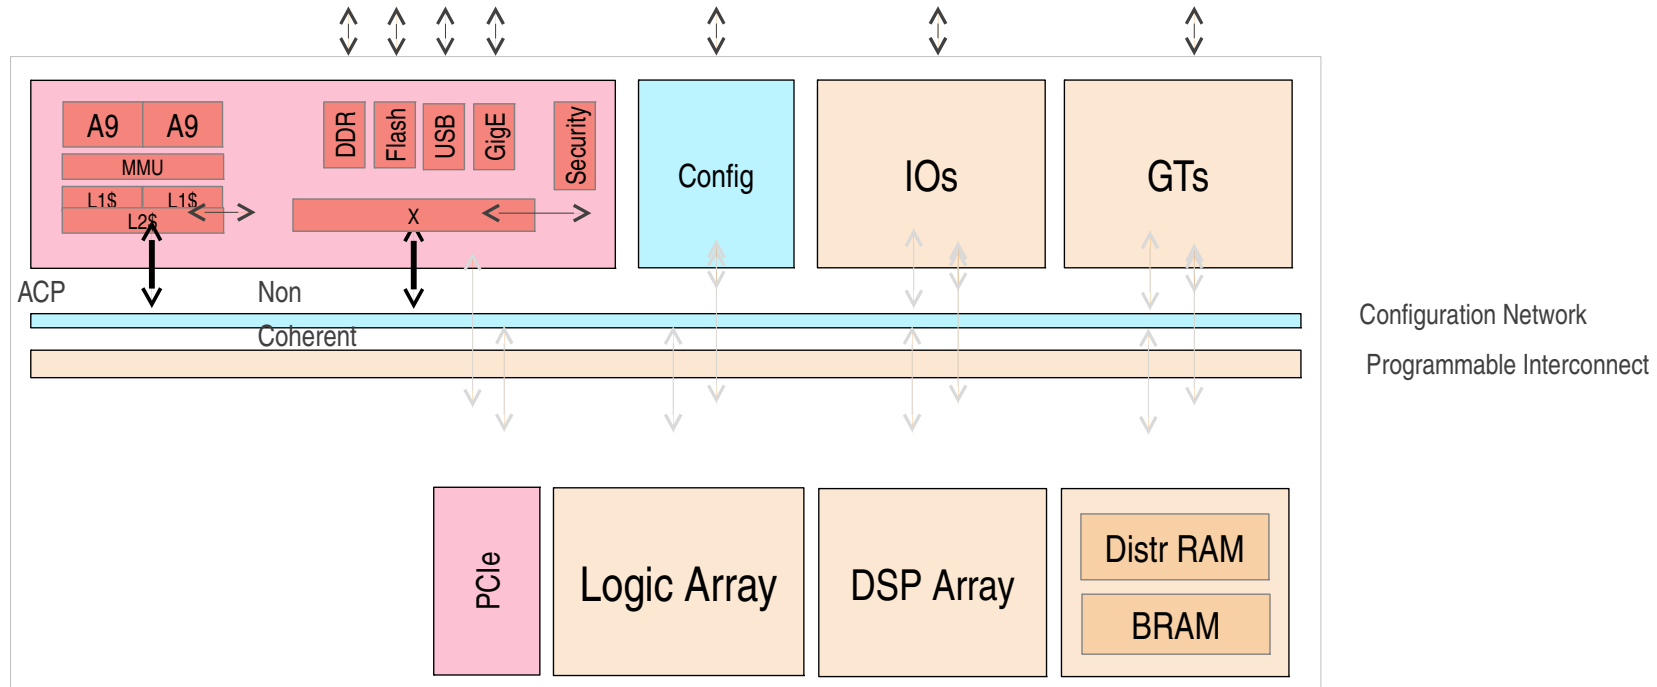 A9 A9
MMU
L1$ L1$
L2$
DDR
Flash
USB
GigE
Security
X
Config
IOs
GTs
ACP
Non
Coherent
Configuration Network
Programmable Interconnect
PCIe
Logic Array
DSP Array
Distr RAM
BRAM